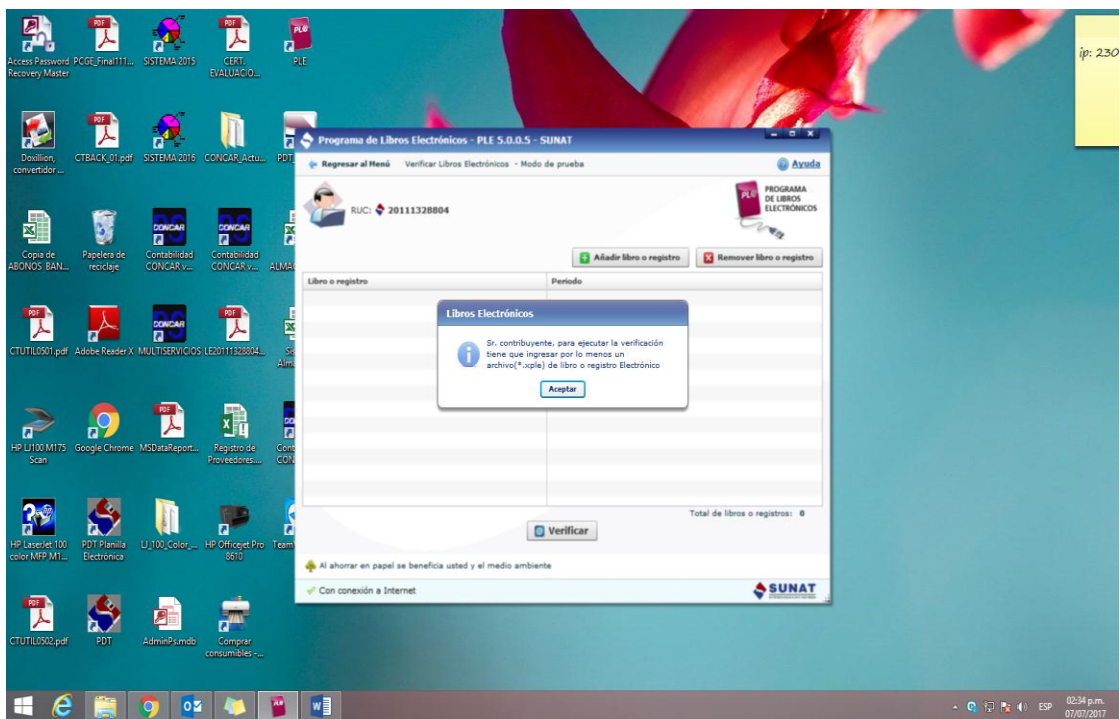 Access Password
Recovery Master
PCGE_Final111...
SISTEMA 2015
CERT.
EVALUACIO...
PLE
ip: 230
Doxillion,
convertidor ...
CTBACK_01.pdf
SISTEMA 2016
CONCAR_Actu...
PDT
Copia de
ABONOS BAN...
Papelera de
reciclaje
Contabilidad
CONCAR v...
Contabilidad
CONCAR v...
CTUTIL0501.pdf
Adobe Reader X
MULTISERVICIOS
LE20111328804...
HP LJ100 M175
Scan
Google Chrome
MSDataReport...
Registro de
Proveedores....
HP LaserJet 100
color MFP M1...
PDT Planilla
Electrónica
LJ_100_Color_...
HP Officejet Pro
8610
CTUTIL0502.pdf
PDT
AdminPs.mdb
Comprar
consumibles -...
Programa de Libros Electrónicos - PLE 5.0.0.5 - SUNAT
Regresar al Menú Verificar Libros Electrónicos - Modo de prueba
Ayuda
RUC: 20111328804
PLE
PROGRAMA
DE LIBROS
ELECTRÓNICOS
Añadir libro o registro
Remover libro o registro
Libro o registro
Periodo
Libros Electrónicos
Sr. contribuyente, para ejecutar la verificación
tiene que ingresar por lo menos un
archivo(*.xple) de libro o registro Electrónico
Aceptar
Total de libros o registros: 0
Verificar
Al ahorrar en papel se beneficia usted y el medio ambiente
Con conexión a Internet
SUNAT
ESP
02:34 p.m.
07/07/2017